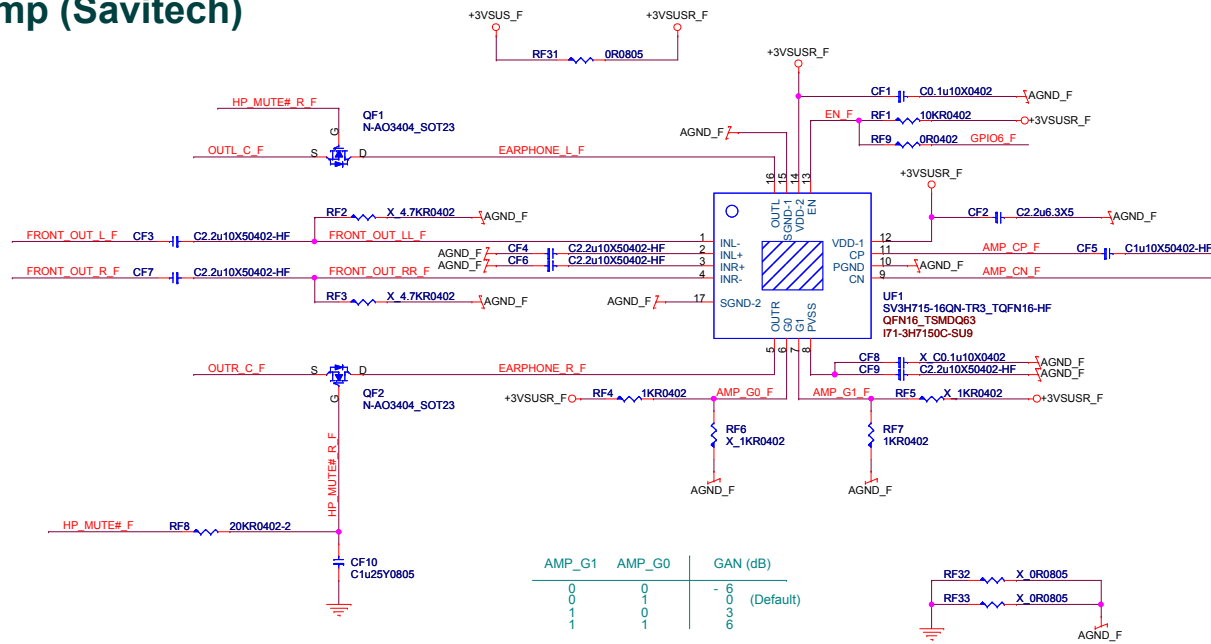 mp (Savitech)
+3VSUS_F
+3VSUSR_F
RF31
0R0805
+3VSUSR_F
HP_MUTE#_R_F
QF1
N-AO3404_SOT23
G
OUTL_C_F
S
D
EARPHONE_L_F
AGND_F
CF1
C0.1u10X0402
AGND_F
EN_F
RF1
10KR0402
+3VSUSR_F
RF9
0R0402
GPIO6_F
+3VSUSR_F
16
15
14
13
OUTL
SGND-1
VDD-2
EN
RF2
X_4.7KR0402
AGND_F
CF2
C2.2u6.3X5
AGND_F
FRONT_OUT_L_F
CF3
C2.2u10X50402-HF
FRONT_OUT_LL_F
1
INL-
VDD-1
12
AGND_F
CF4
C2.2u10X50402-HF
2
INL+
CP
11
AMP_CP_F
CF5
C1u10X50402-HF
AGND_F
CF6
C2.2u10X50402-HF
3
INR+
PGND
10
AGND_F
FRONT_OUT_R_F
CF7
C2.2u10X50402-HF
FRONT_OUT_RR_F
4
INR-
CN
9
AMP_CN_F
RF3
X_4.7KR0402
AGND_F
AGND_F
17
SGND-2
UF1
SV3H715-16QN-TR3_TQFN16-HF
QFN16_TSMDQ63
I71-3H7150C-SU9
OUTR
G0
G1
PVSS
5
6
7
8
OUTR_C_F
S
D
EARPHONE_R_F
G
QF2
N-AO3404_SOT23
CF8
X_C0.1u10X0402
AGND_F
CF9
C2.2u10X50402-HF
AGND_F
+3VSUSR_F
RF4
1KR0402
AMP_G0_F
AMP_G1_F
RF5
X_1KR0402
+3VSUSR_F
RF6
X_1KR0402
RF7
1KR0402
AGND_F
AGND_F
HP_MUTE#_R_F
HP_MUTE#_F
RF8
20KR0402-2
CF10
C1u25Y0805
AMP_G1 AMP_G0 GAN (dB)
0 0 - 6
0 1 0 (Default)
1 0 3
1 1 6
RF32
X_0R0805
RF33
X_0R0805
AGND_F